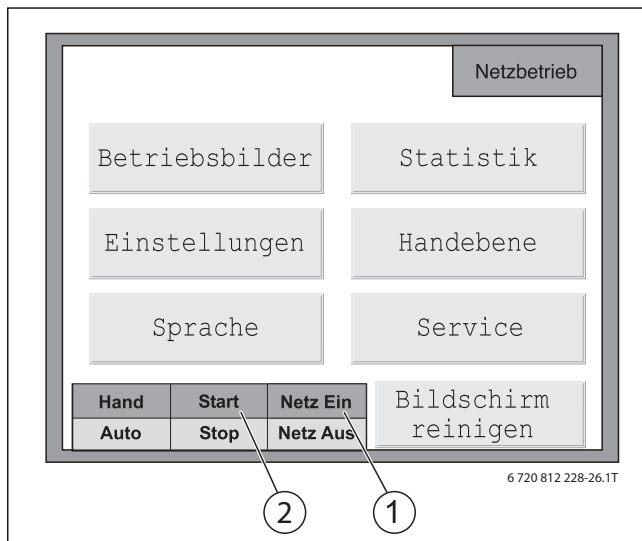 Netzbetrieb
Betriebsbilder
Statistik
Einstellungen
Handebene
Sprache
Service
Hand
Start
Netz Ein
Auto
Stop
Netz Aus
Bildschirm
reinigen
6 720 812 228-26.1T
2
1